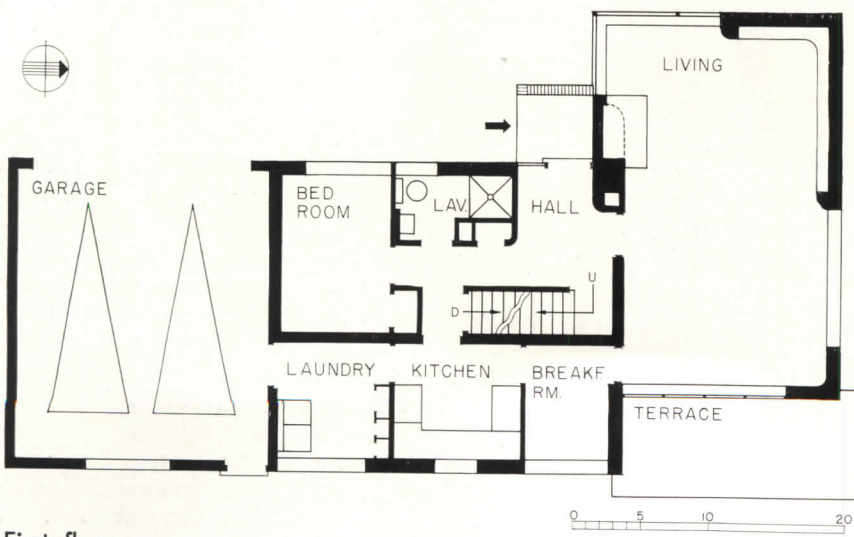 LIVING
GARAGE
BED
ROOM
LAV.
HALL
U
D
LAUNDRY
KITCHEN
BREAKF.
RM.
TERRACE
0 5 10 20